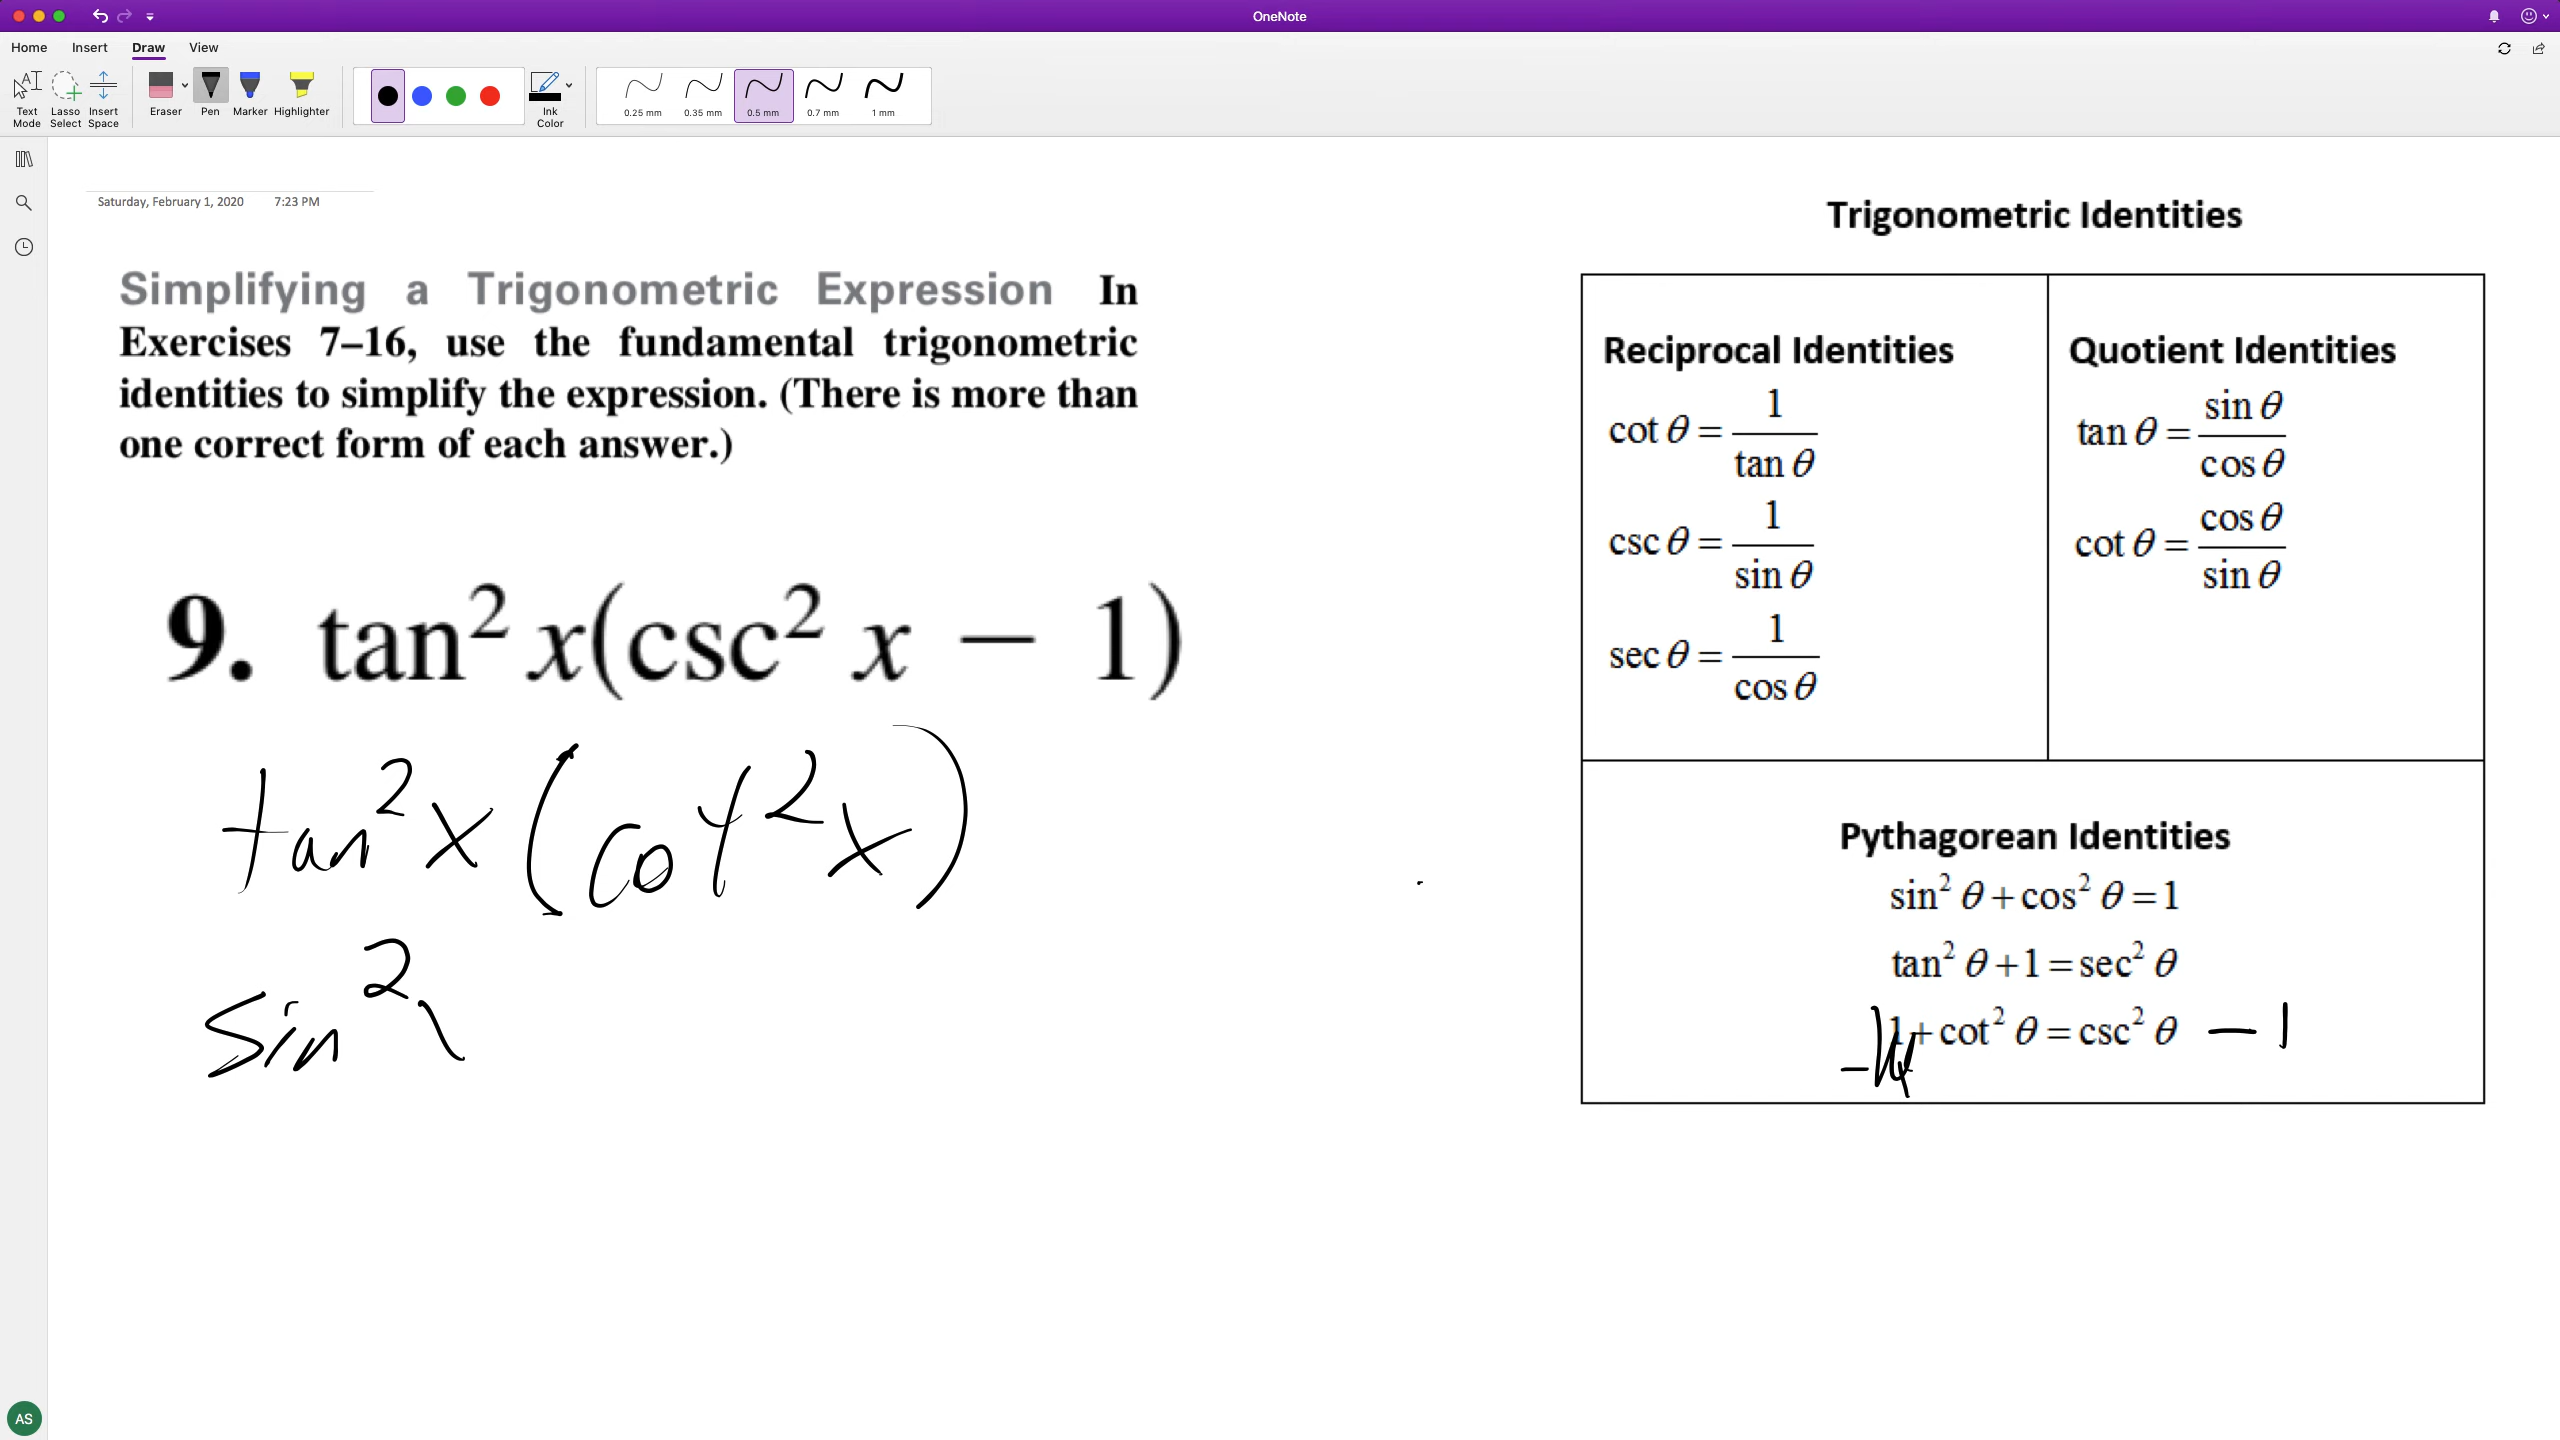 OneNote
Home Insert Draw View
Text Mode
Lasso Select
Insert Space
Eraser
Pen
Marker
Highlighter
Ink Color
0.25 mm
0.35 mm
0.5 mm
0.7 mm
1 mm
Saturday, February 1, 2020 7:23 PM
Simplifying a Trigonometric Expression In
Exercises 7–16, use the fundamental trigonometric
identities to simplify the expression. (There is more than
one correct form of each answer.)
9. tan² x(csc² x − 1)
tan²x(cot²x)
sin²
Trigonometric Identities
Reciprocal Identities
cot θ = 1/tan θ
csc θ = 1/sin θ
sec θ = 1/cos θ
Quotient Identities
tan θ = sin θ/cos θ
cot θ = cos θ/sin θ
Pythagorean Identities
sin² θ + cos² θ = 1
tan² θ + 1 = sec² θ
1 + cot² θ = csc² θ − 1
AS